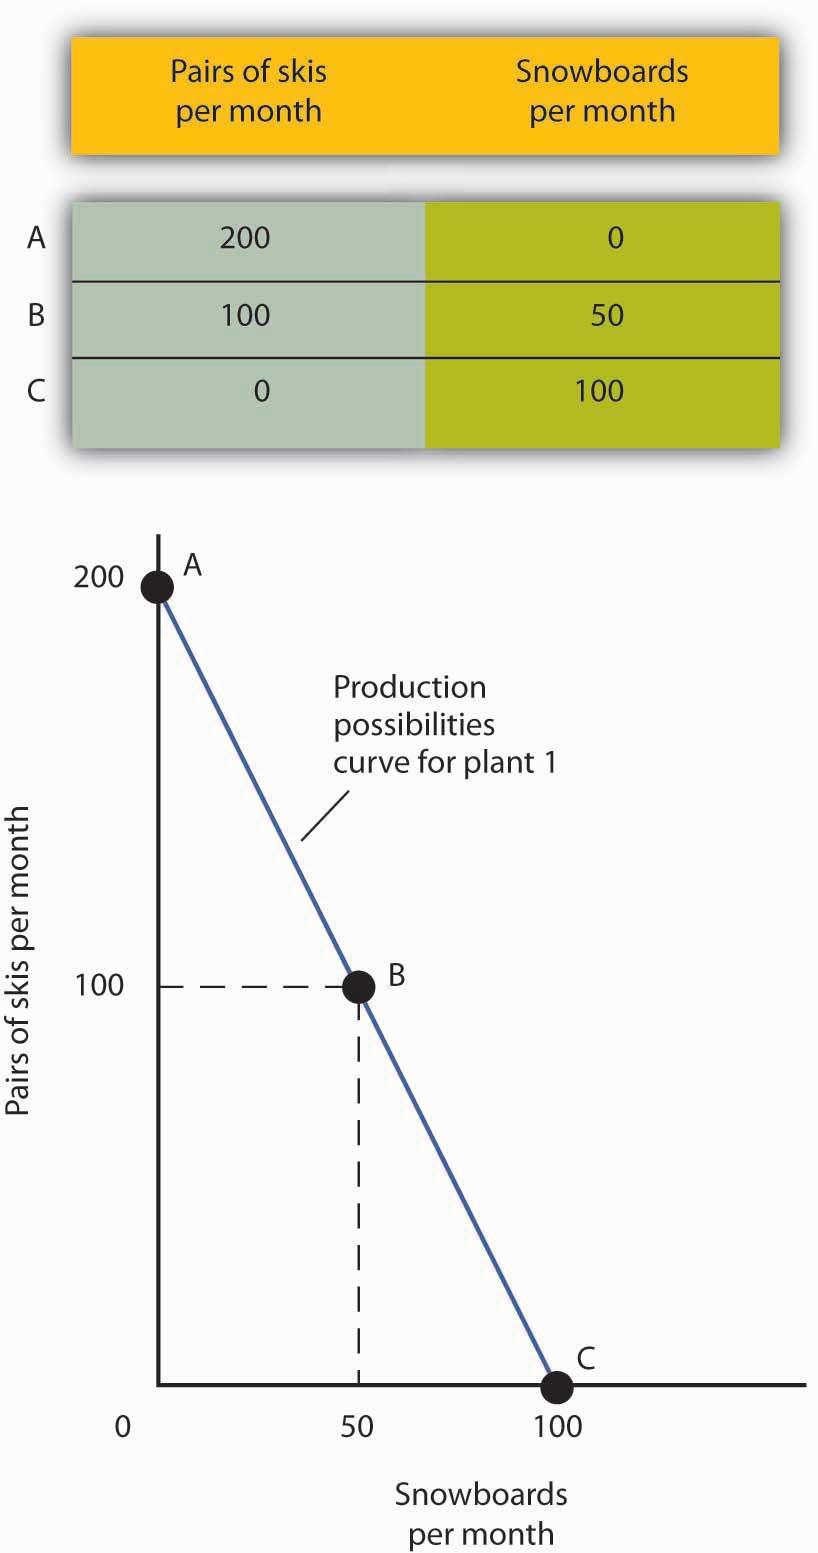 Pairs of skis
per month
Snowboards
per month
A 200 0
B 100 50
C 0 100
200
A
Production
possibilities
curve for plant 1
Pairs of skis per month
100
B
C
0 50 100
Snowboards
per month